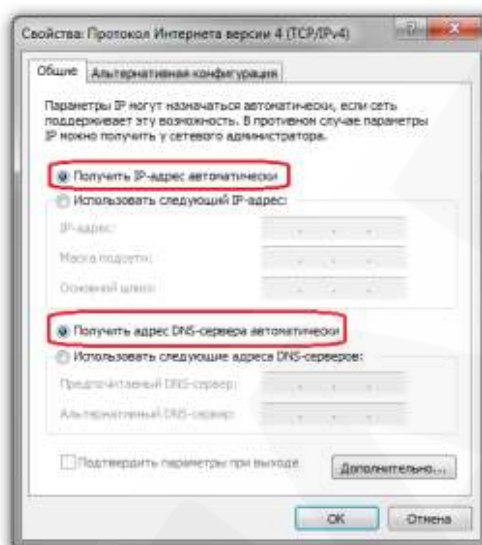 Свойства: Протокол Интернета версии 4 (TCP/IPv4)
Общие
Альтернативная конфигурация
Параметры IP могут назначаться автоматически, если сеть
поддерживает эту возможность. В противном случае параметры
IP можно получить у сетевого администратора.
Получить IP-адрес автоматически
Использовать следующий IP-адрес:
IP-адрес:
Маска подсети:
Основной шлюз:
Получить адрес DNS-сервера автоматически
Использовать следующие адреса DNS-серверов:
Предпочитаемый DNS-сервер:
Альтернативный DNS-сервер:
Подтвердить параметры при выходе
Дополнительно...
ОК
Отмена